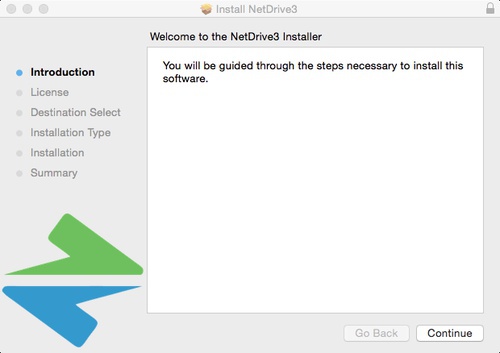 Install NetDrive3
Welcome to the NetDrive3 Installer
Introduction
License
Destination Select
Installation Type
Installation
Summary
You will be guided through the steps necessary to install this
software.
Go Back
Continue